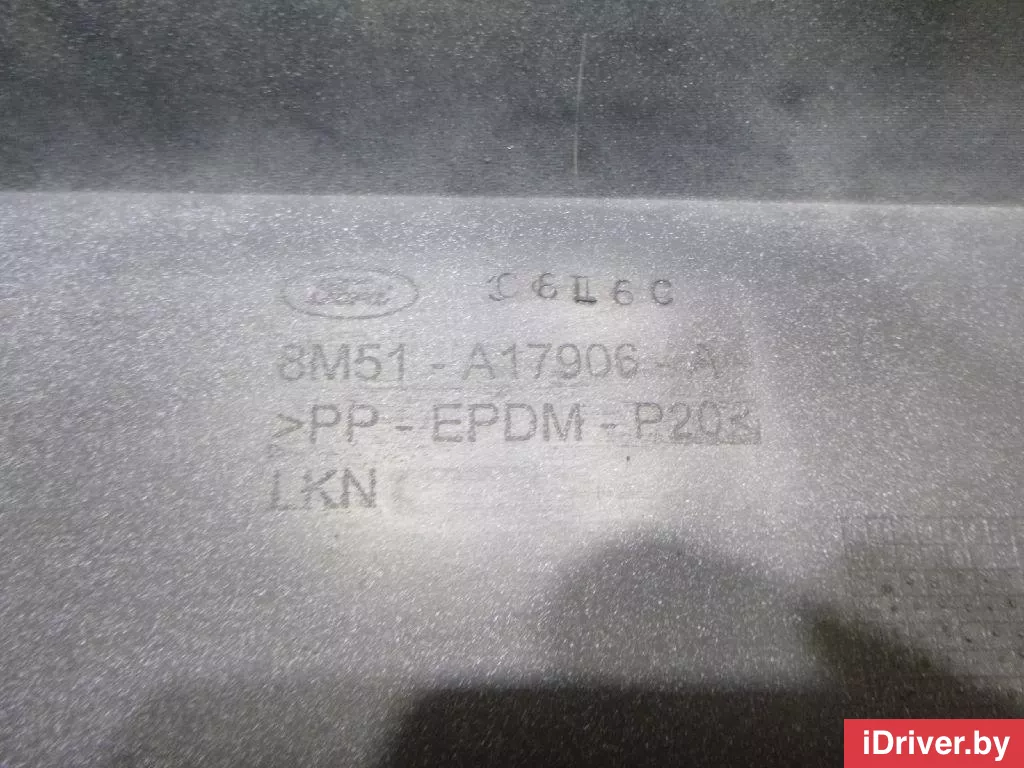 Ford
8M51 - A17906 - A
>PP - EPDM - P20
LKN
iDriver.by